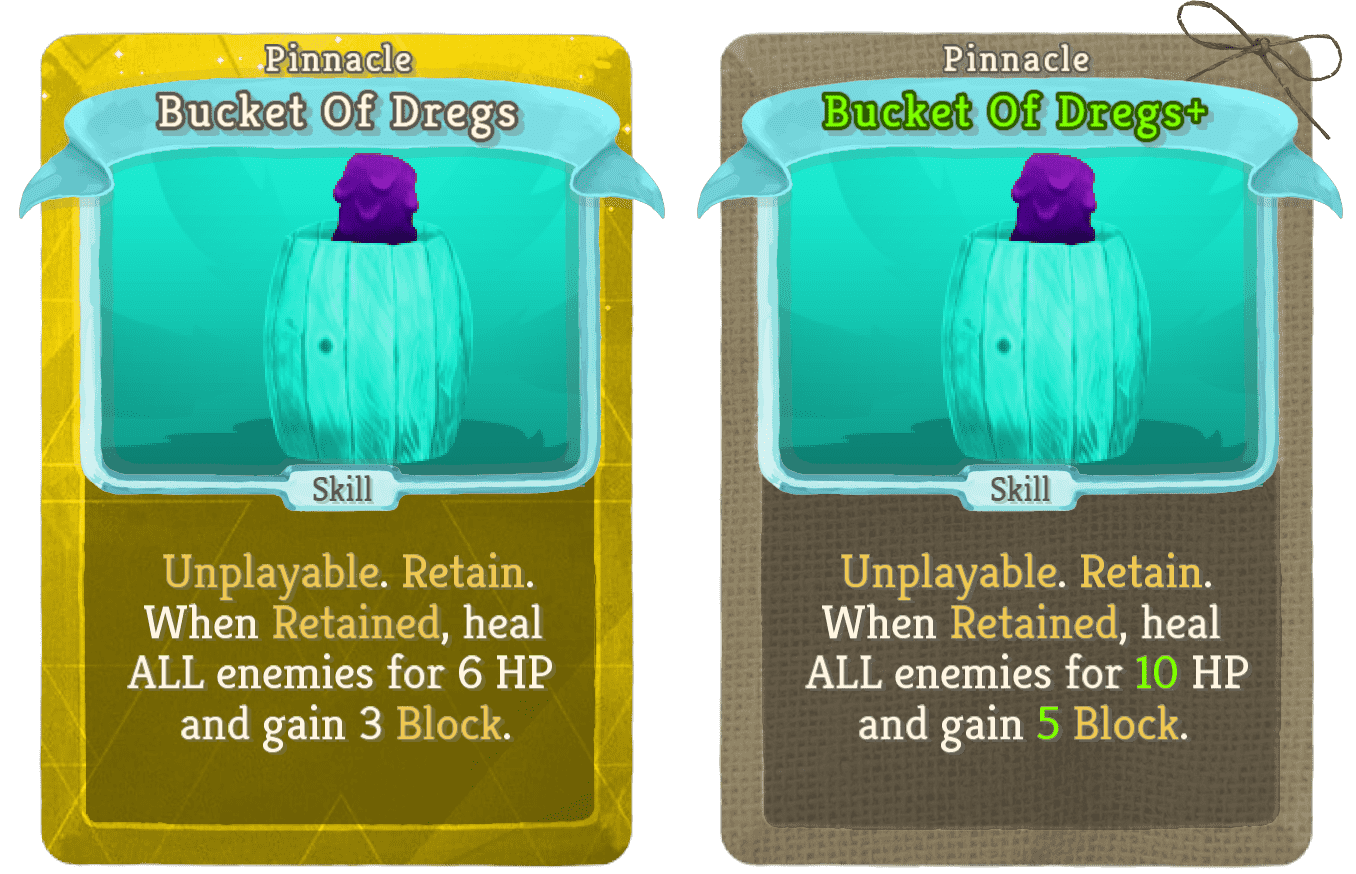 Pinnacle
Bucket Of Dregs
Skill
Unplayable. Retain.
When Retained, heal
ALL enemies for 6 HP
and gain 3 Block.
Pinnacle
Bucket Of Dregs+
Skill
Unplayable. Retain.
When Retained, heal
ALL enemies for 10 HP
and gain 5 Block.